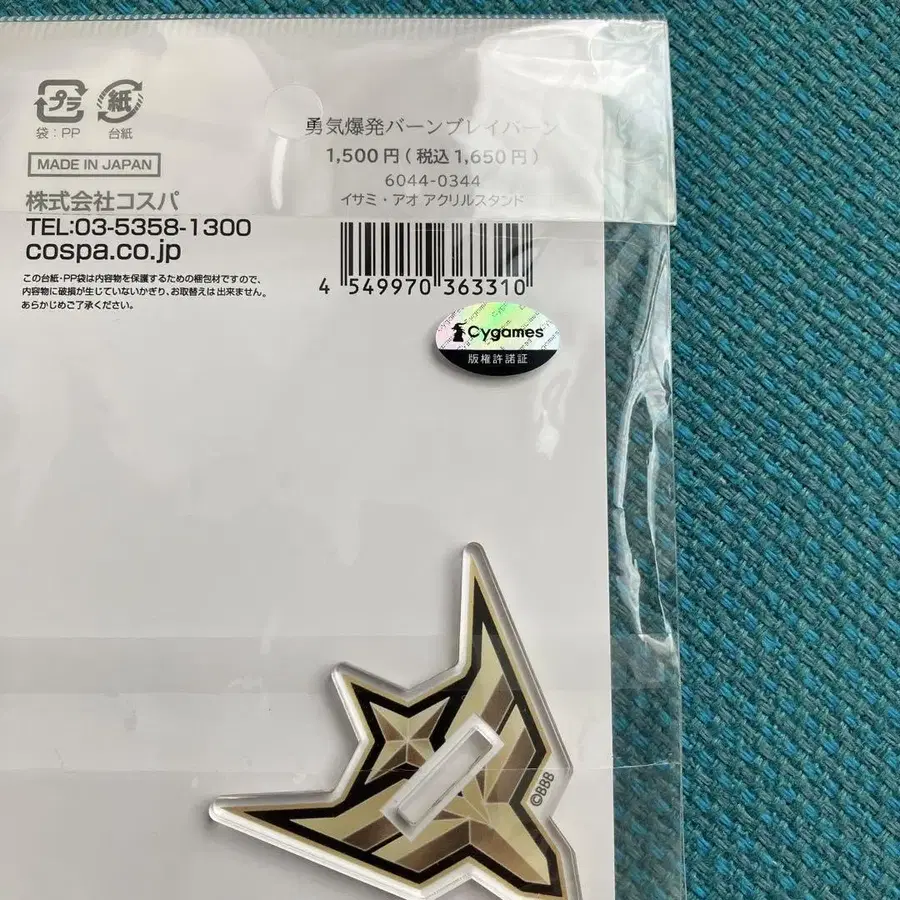 プラ
紙
袋:PP
台紙
MADE IN JAPAN
株式会社コスパ
TEL:03-5358-1300
cospa.co.jp
この台紙・PP袋は内容物を保護するための梱包材ですので、
内容物に破損が生じていないかぎり、お取替えは出来ません。
あらかじめご了承ください。
勇気爆発バーンブレイバーン
1,500円(税込1,650円)
6044-0344
イサミ・アオ アクリルスタンド
4 549970 363310
Cygames
版権許諾証
©BBB